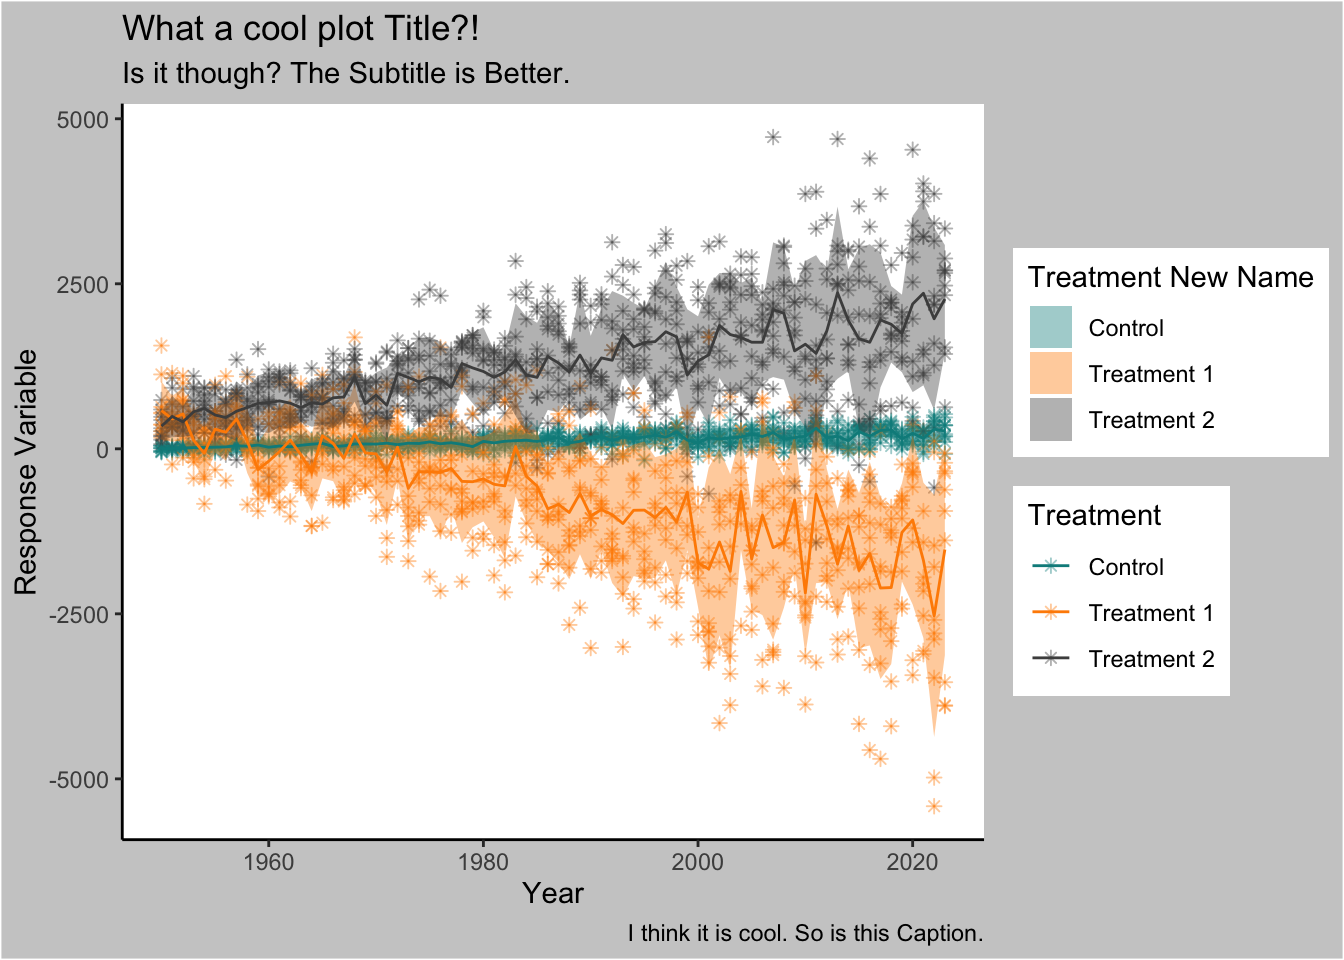 What a cool plot Title?!
Is it though? The Subtitle is Better.
5000
2500
0
-2500
-5000
Response Variable
1960
1980
2000
2020
Year
I think it is cool. So is this Caption.
Treatment New Name
Control
Treatment 1
Treatment 2
Treatment
Control
Treatment 1
Treatment 2